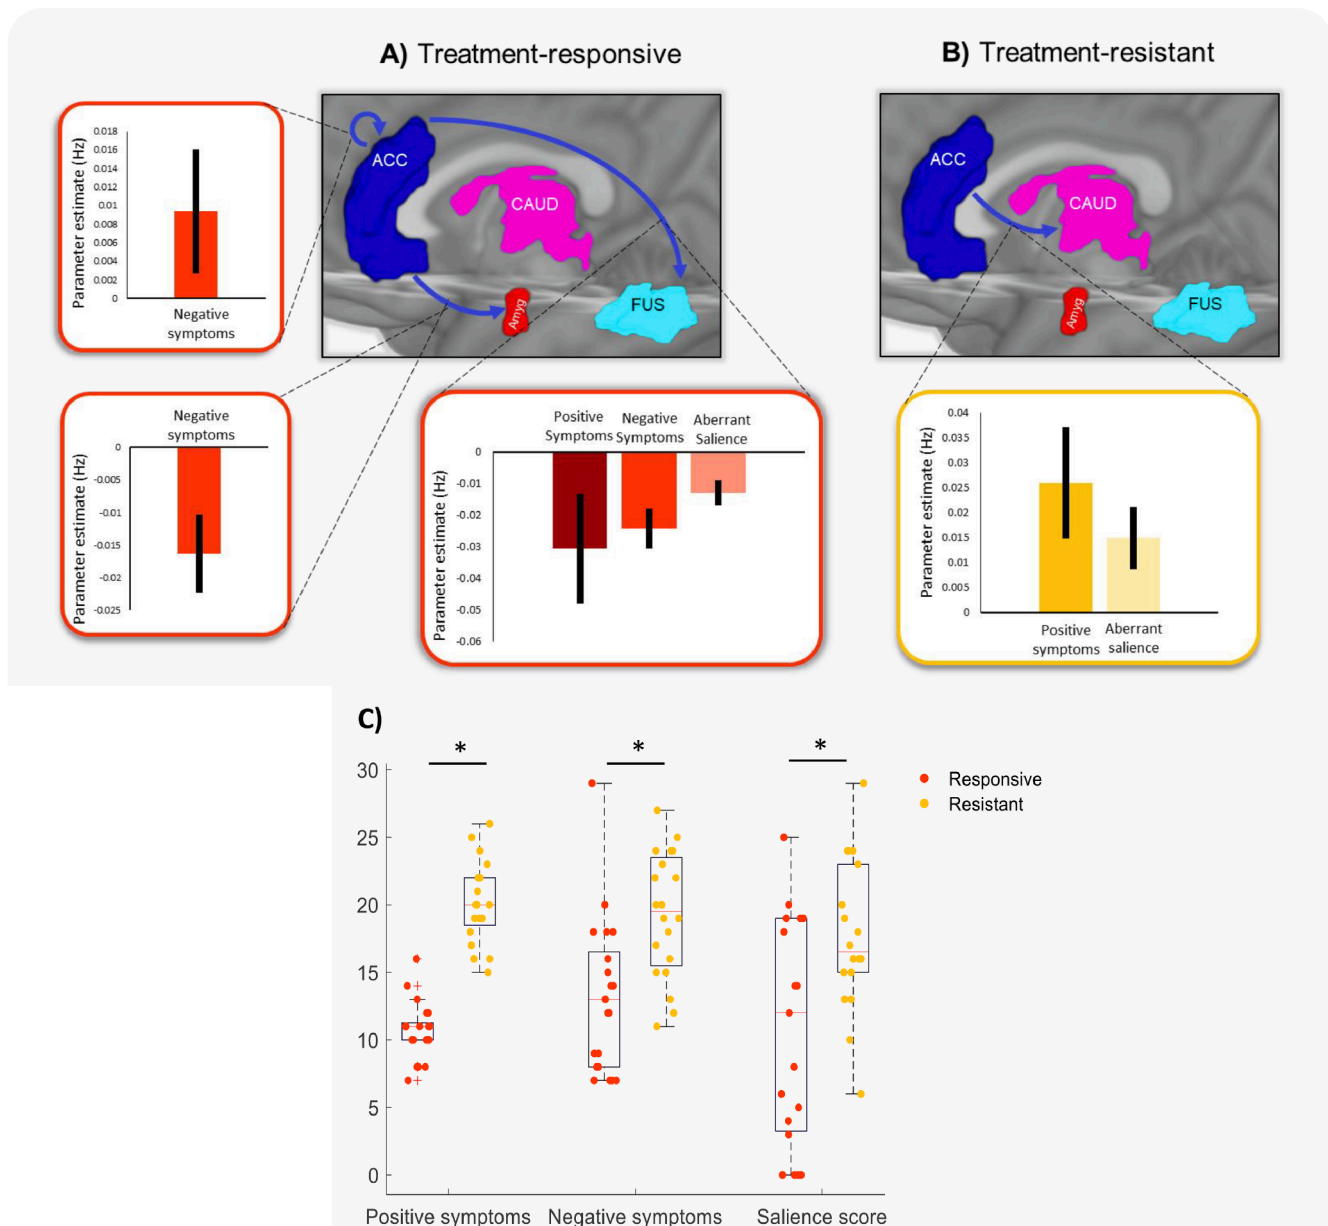 A) Treatment-responsive
B) Treatment-resistant
Parameter estimate (Hz)
0.018
0.016
0.014
0.012
0.01
0.008
0.006
0.004
0.002
0
Negative
symptoms
ACC
CAUD
Amyg
FUS
ACC
CAUD
Amyg
FUS
Negative
symptoms
Parameter estimate (Hz)
0
-0.005
-0.01
-0.015
-0.02
-0.025
Positive Negative Aberrant
Symptoms Symptoms Salience
Parameter estimate (Hz)
0
-0.01
-0.02
-0.03
-0.04
-0.05
-0.06
Parameter estimate (Hz)
0.04
0.035
0.03
0.025
0.02
0.015
0.01
0.005
0
Positive Aberrant
symptoms salience
C)
* * *
30
25
20
15
10
5
0
Responsive
Resistant
Positive symptoms Negative symptoms Salience score